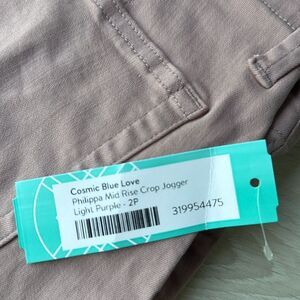 Cosmic Blue Love
Philippa Mid Rise Crop Jogger
Light Purple - 2P
319954475